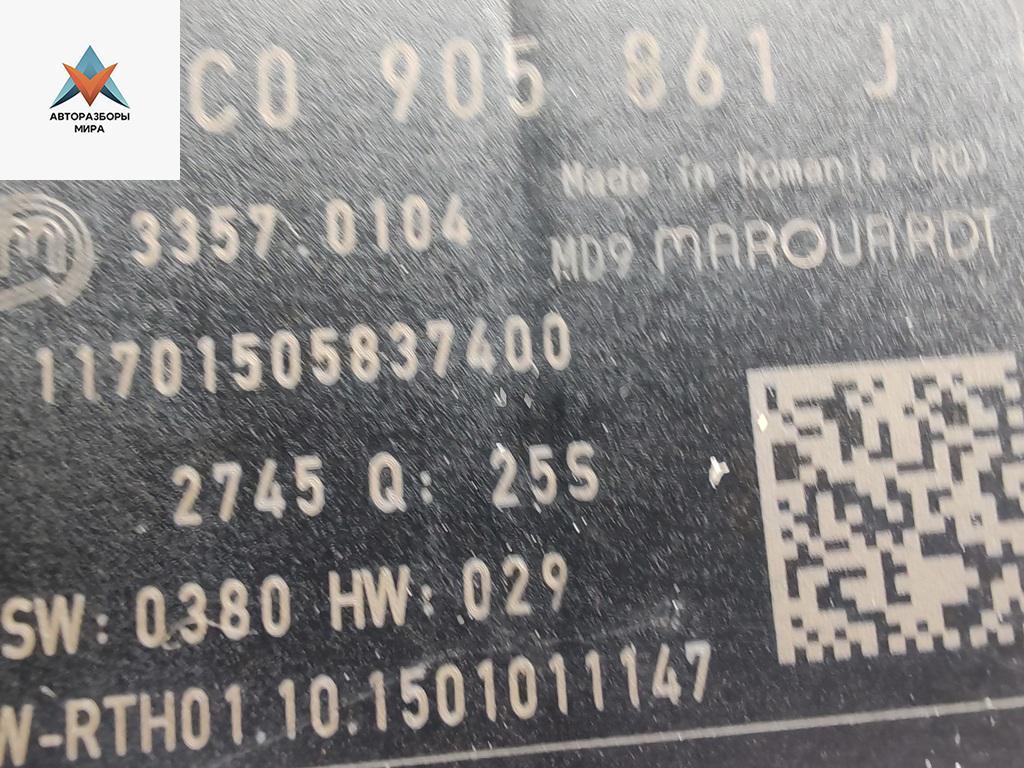 АВТОРАЗБОРЫ
МИРА
C0 905 861 J
Made in Romania (RO)
3357.0104
MD9 MARQUARDT
11701505837400
2745 Q: 25S
SW: 0380 HW: 029
W-RTH01 10.1501011147